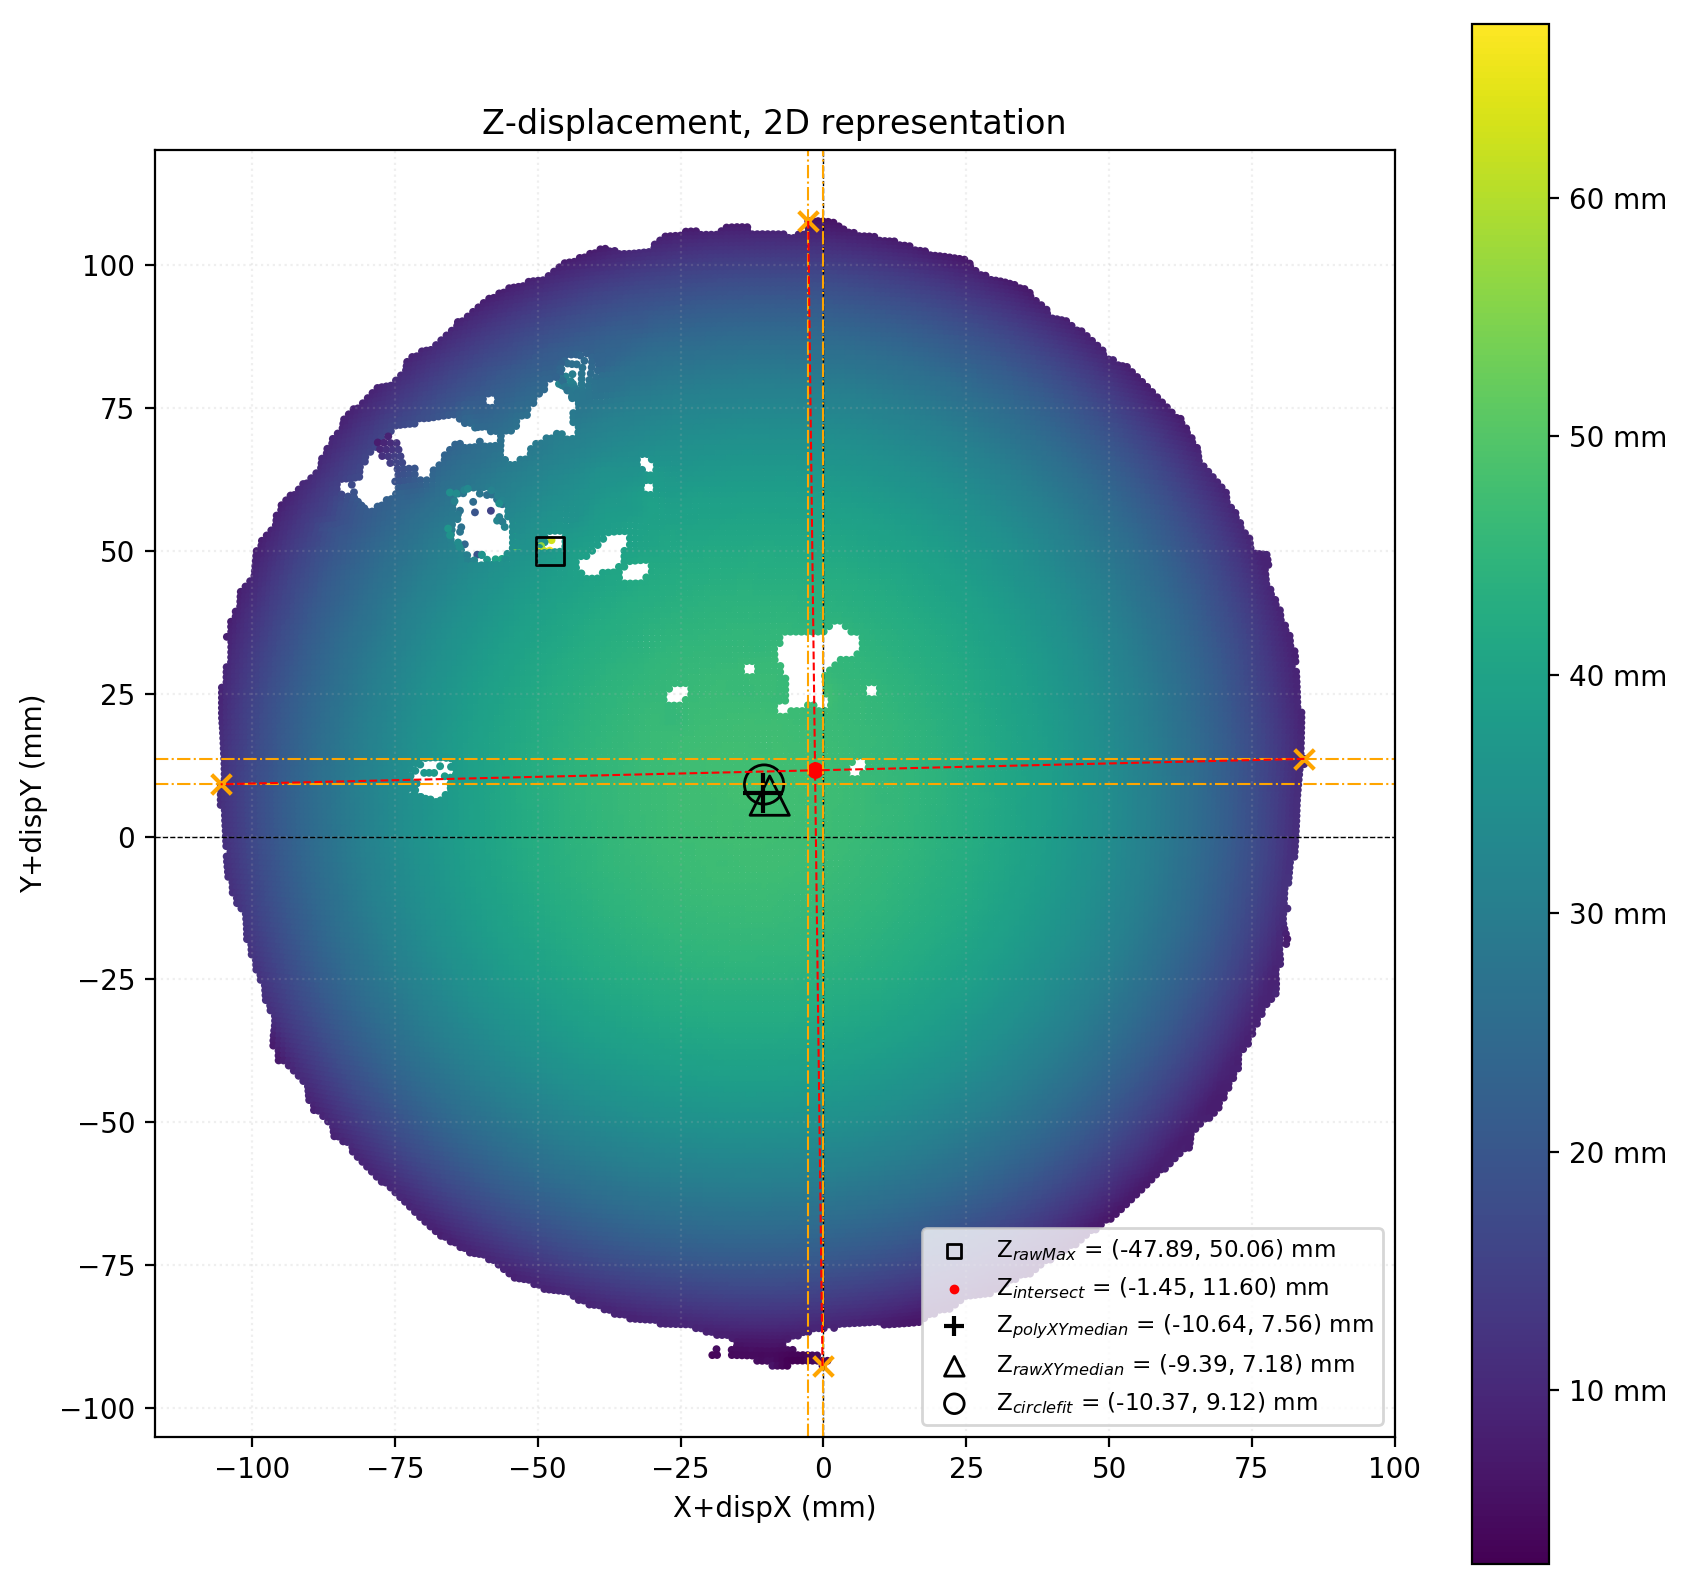 Z-displacement, 2D representation
60 mm
50 mm
40 mm
30 mm
20 mm
10 mm
Y+dispY (mm)
100
75
50
25
0
−25
−50
−75
−100
Z_rawMax = (-47.89, 50.06) mm
Z_intersect = (-1.45, 11.60) mm
Z_polyXYmedian = (-10.64, 7.56) mm
Z_rawXYmedian = (-9.39, 7.18) mm
Z_circlefit = (-10.37, 9.12) mm
−100 −75 −50 −25 0 25 50 75 100
X+dispX (mm)